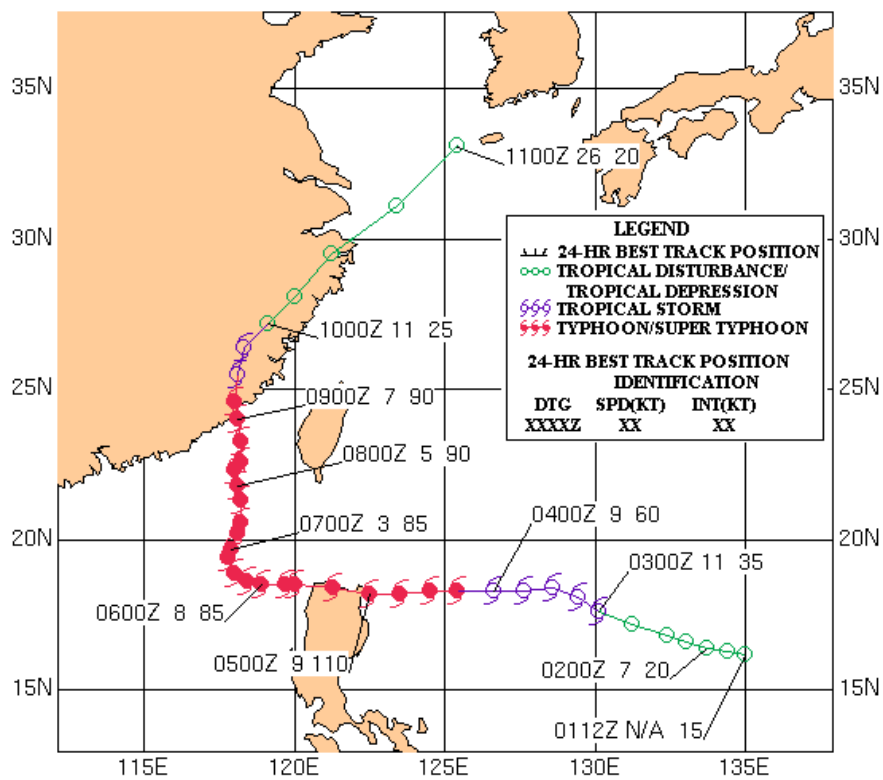 35N
35N
1100Z 26 20
LEGEND
24-HR BEST TRACK POSITION
TROPICAL DISTURBANCE/
TROPICAL DEPRESSION
TROPICAL STORM
TYPHOON/SUPER TYPHOON
24-HR BEST TRACK POSITION
IDENTIFICATION
DTG SPD(KT) INT(KT)
XXXXZ XX XX
30N
30N
1000Z 11 25
25N
25N
0900Z 7 90
0800Z 5 90
0700Z 3 85
0400Z 9 60
20N
20N
0300Z 11 35
0600Z 8 85
0500Z 9 110
0200Z 7 20
15N
15N
0112Z N/A 15
115E 120E 125E 130E 135E